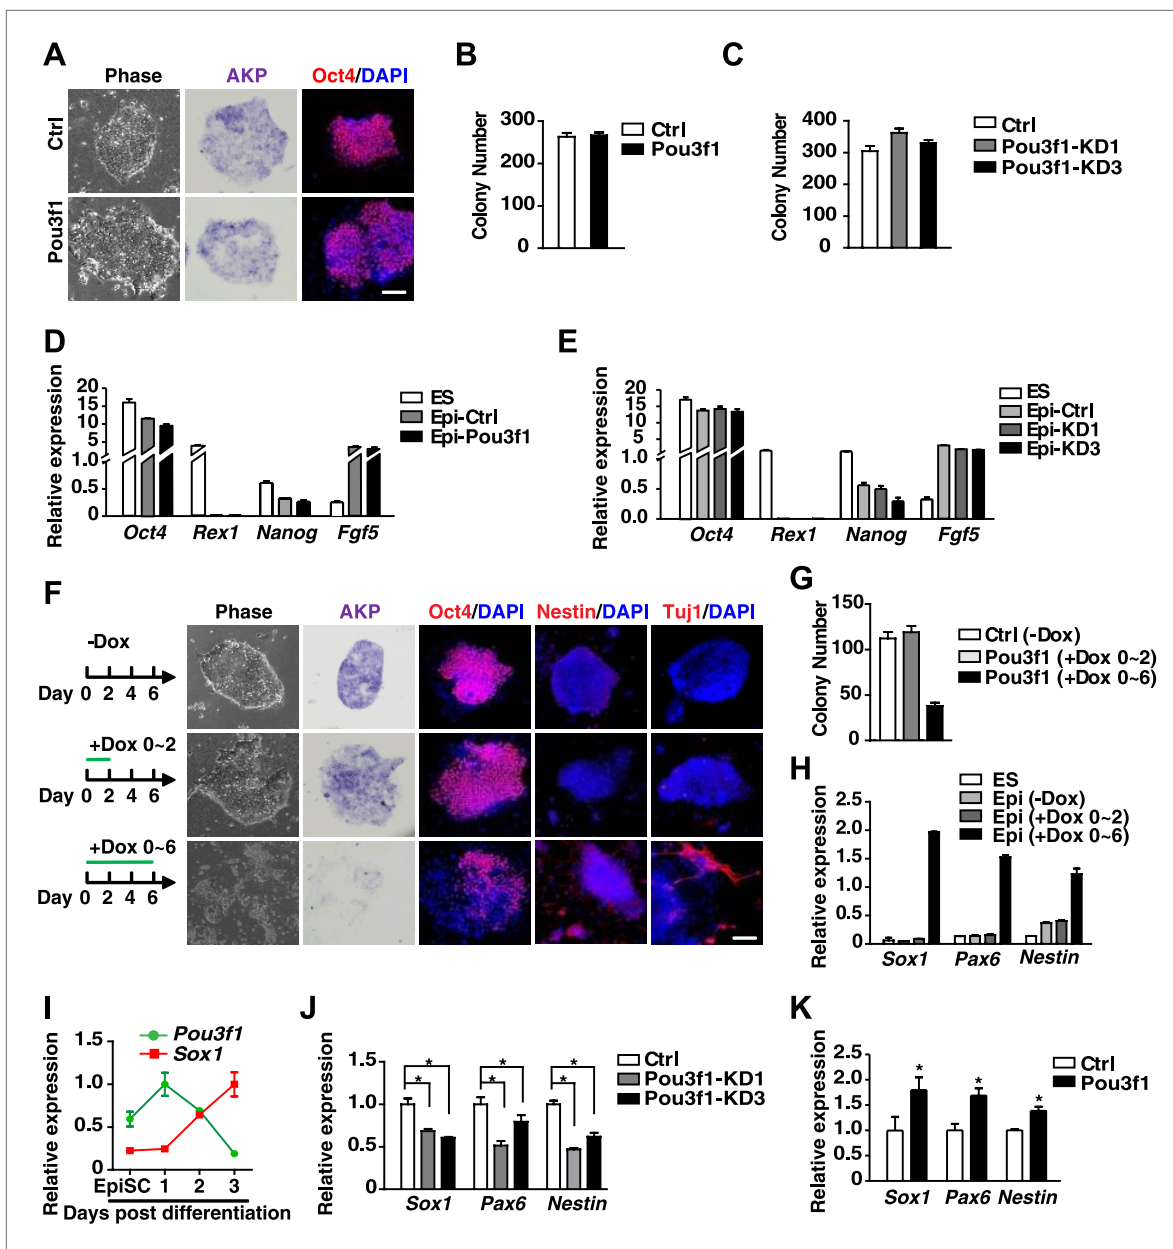 A
Phase AKP Oct4/DAPI
Ctrl
Pou3f1
B
Colony Number
300
200
100
0
Ctrl
Pou3f1
C
Colony Number
400
300
200
100
0
Ctrl
Pou3f1-KD1
Pou3f1-KD3
D
Relative expression
20
15
10
5
1.0
0.5
0
ES
Epi-Ctrl
Epi-Pou3f1
Oct4 Rex1 Nanog Fgf5
E
Relative expression
20
15
10
5
1.0
0.5
0.0
ES
Epi-Ctrl
Epi-KD1
Epi-KD3
Oct4 Rex1 Nanog Fgf5
F
Phase AKP Oct4/DAPI Nestin/DAPI Tuj1/DAPI
-Dox
Day 0 2 4 6
+Dox 0~2
Day 0 2 4 6
+Dox 0~6
Day 0 2 4 6
G
Colony Number
150
100
50
0
Ctrl (-Dox)
Pou3f1 (+Dox 0~2)
Pou3f1 (+Dox 0~6)
H
Relative expression
2.5
2.0
1.5
1.0
0.5
0
ES
Epi (-Dox)
Epi (+Dox 0~2)
Epi (+Dox 0~6)
Sox1 Pax6 Nestin
I
Relative expression
1.5
1.0
0.5
0
Pou3f1
Sox1
EpiSC 1 2 3
Days post differentiation
J
Relative expression
1.5
1.0
0.5
0.0
* * * * * *
Ctrl
Pou3f1-KD1
Pou3f1-KD3
Sox1 Pax6 Nestin
K
Relative expression
2.5
2.0
1.5
1.0
0.5
0
* * *
Ctrl
Pou3f1
Sox1 Pax6 Nestin